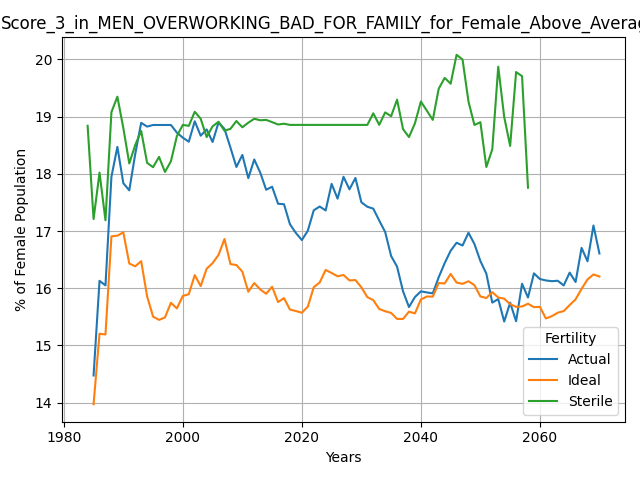 Score_3_in_MEN_OVERWORKING_BAD_FOR_FAMILY_for_Female_Above_Averag
% of Female Population
20
19
18
17
16
15
14
1980
2000
2020
2040
2060
Years
Fertility
Actual
Ideal
Sterile